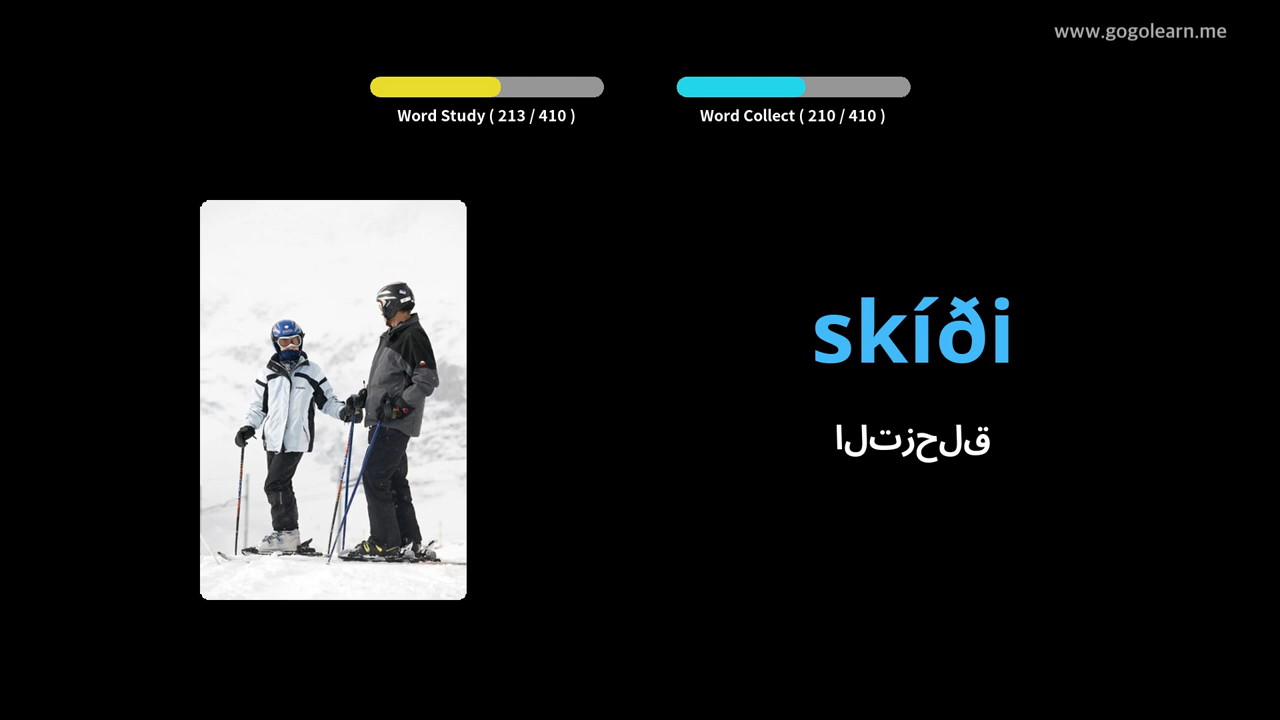 www.gogolearn.me
Word Study ( 213 / 410 )
Word Collect ( 210 / 410 )
skíði
التزحلق